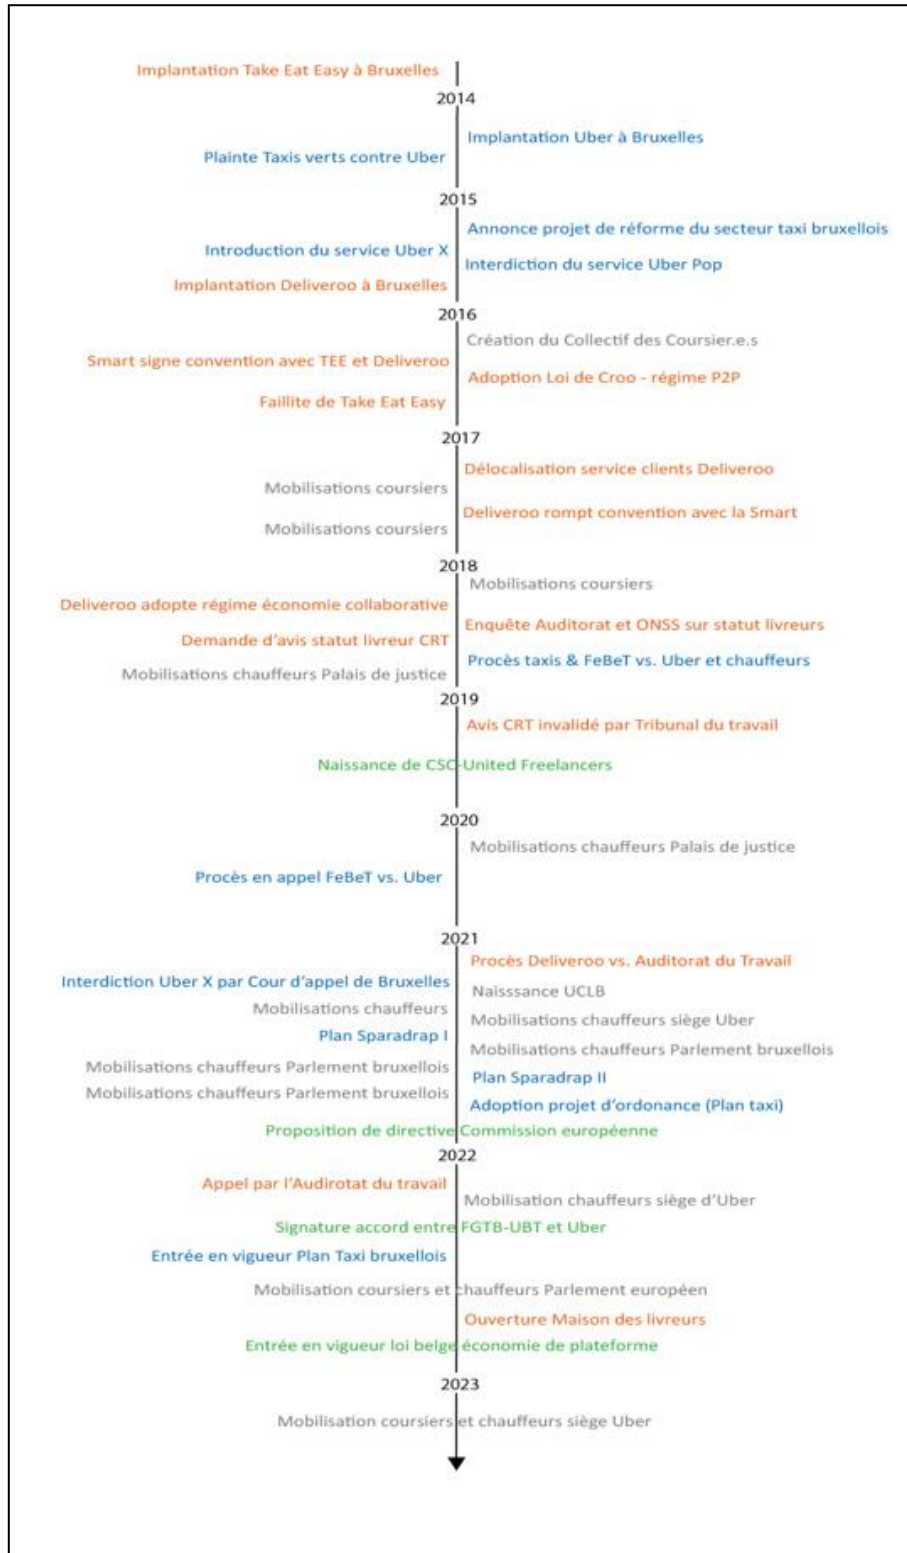 Implantation Take Eat Easy à Bruxelles
2014
Implantation Uber à Bruxelles
Plainte Taxis verts contre Uber
2015
Annonce projet de réforme du secteur taxi bruxellois
Introduction du service Uber X
Interdiction du service Uber Pop
Implantation Deliveroo à Bruxelles
2016
Création du Collectif des Coursier.e.s
Smart signe convention avec TEE et Deliveroo
Adoption Loi de Croo - régime P2P
Faillite de Take Eat Easy
2017
Délocalisation service clients Deliveroo
Mobilisations coursiers
Deliveroo rompt convention avec la Smart
Mobilisations coursiers
2018
Mobilisations coursiers
Deliveroo adopte régime économie collaborative
Enquête Auditorat et ONSS sur statut livreurs
Demande d'avis statut livreur CRT
Procès taxis & FeBeT vs. Uber et chauffeurs
Mobilisations chauffeurs Palais de justice
2019
Avis CRT invalidé par Tribunal du travail
Naissance de CSC-United Freelancers
2020
Mobilisations chauffeurs Palais de justice
Procès en appel FeBeT vs. Uber
2021
Procès Deliveroo vs. Auditorat du Travail
Interdiction Uber X par Cour d'appel de Bruxelles
Naisssance UCLB
Mobilisations chauffeurs
Mobilisations chauffeurs siège Uber
Plan Sparadrap I
Mobilisations chauffeurs Parlement bruxellois
Mobilisations chauffeurs Parlement bruxellois
Plan Sparadrap II
Mobilisations chauffeurs Parlement bruxellois
Adoption projet d'ordonance (Plan taxi)
Proposition de directive Commission européenne
2022
Appel par l'Audirotat du travail
Mobilisation chauffeurs siège d'Uber
Signature accord entre FGTB-UBT et Uber
Entrée en vigueur Plan Taxi bruxellois
Mobilisation coursiers et chauffeurs Parlement européen
Ouverture Maison des livreurs
Entrée en vigueur loi belge économie de plateforme
2023
Mobilisation coursiers et chauffeurs siège Uber